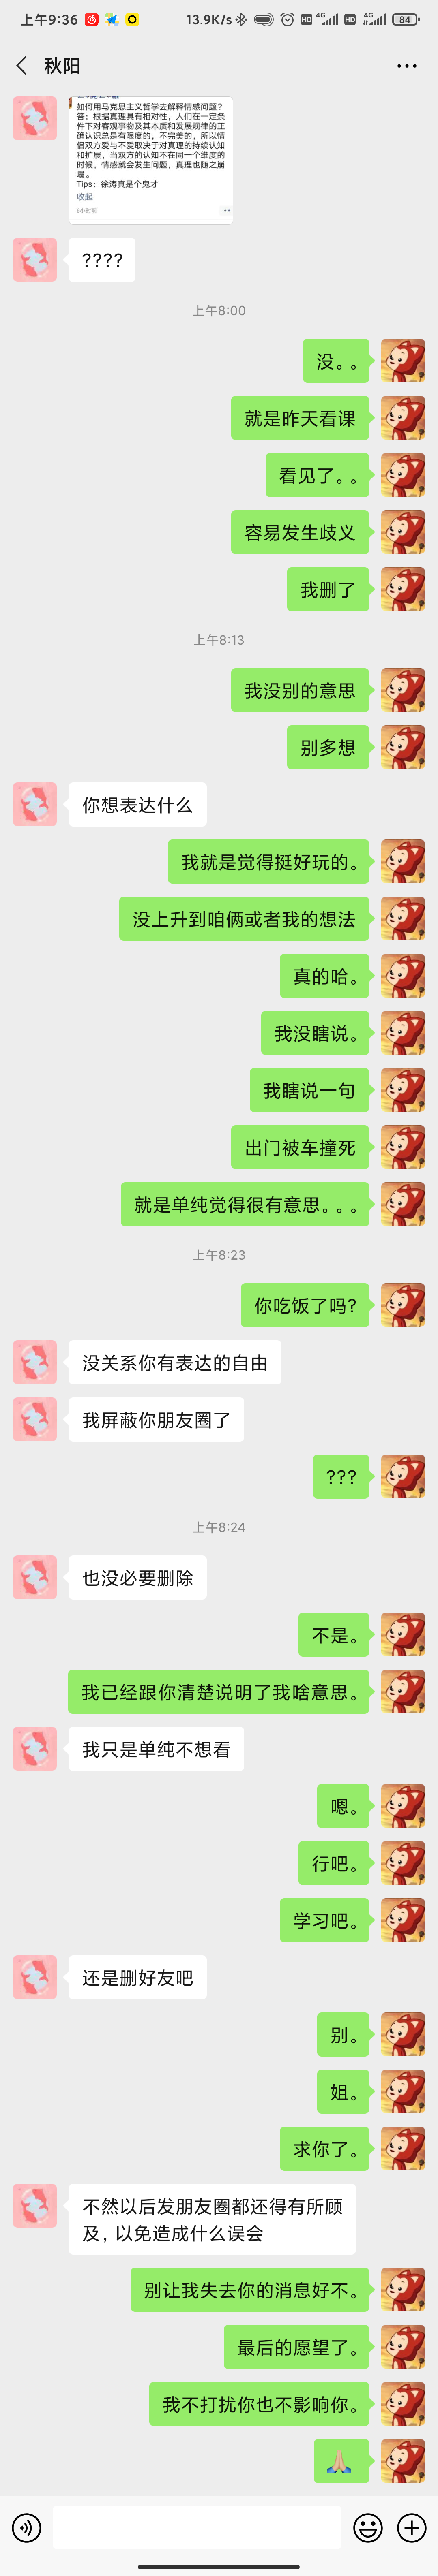 上午9:36
13.9K/s
HD
4G
HD
4G
84
秋阳
如何用马克思主义哲学去解释情感问题?
答：根据真理具有相对性，人们在一定条
件下对客观事物及其本质和发展规律的正
确认识总是有限度的，不完美的，所以情
侣双方爱与不爱取决于对真理的持续认知
和扩展，当双方的认知不在同一个维度的
时候，情感就会发生问题，真理也随之崩
塌。
Tips：徐涛真是个鬼才
收起
6小时前
????
上午8:00
没。。
就是昨天看课
看见了。。
容易发生歧义
我删了
上午8:13
我没别的意思
别多想
你想表达什么
我就是觉得挺好玩的。
没上升到咱俩或者我的想法
真的哈。
我没瞎说。
我瞎说一句
出门被车撞死
就是单纯觉得很有意思。。。
上午8:23
你吃饭了吗?
没关系你有表达的自由
我屏蔽你朋友圈了
???
上午8:24
也没必要删除
不是。
我已经跟你清楚说明了我啥意思。
我只是单纯不想看
嗯。
行吧。
学习吧。
还是删好友吧
别。
姐。
求你了。
不然以后发朋友圈都还得有所顾
及，以免造成什么误会
别让我失去你的消息好不。
最后的愿望了。
我不打扰你也不影响你。
🙏🏼